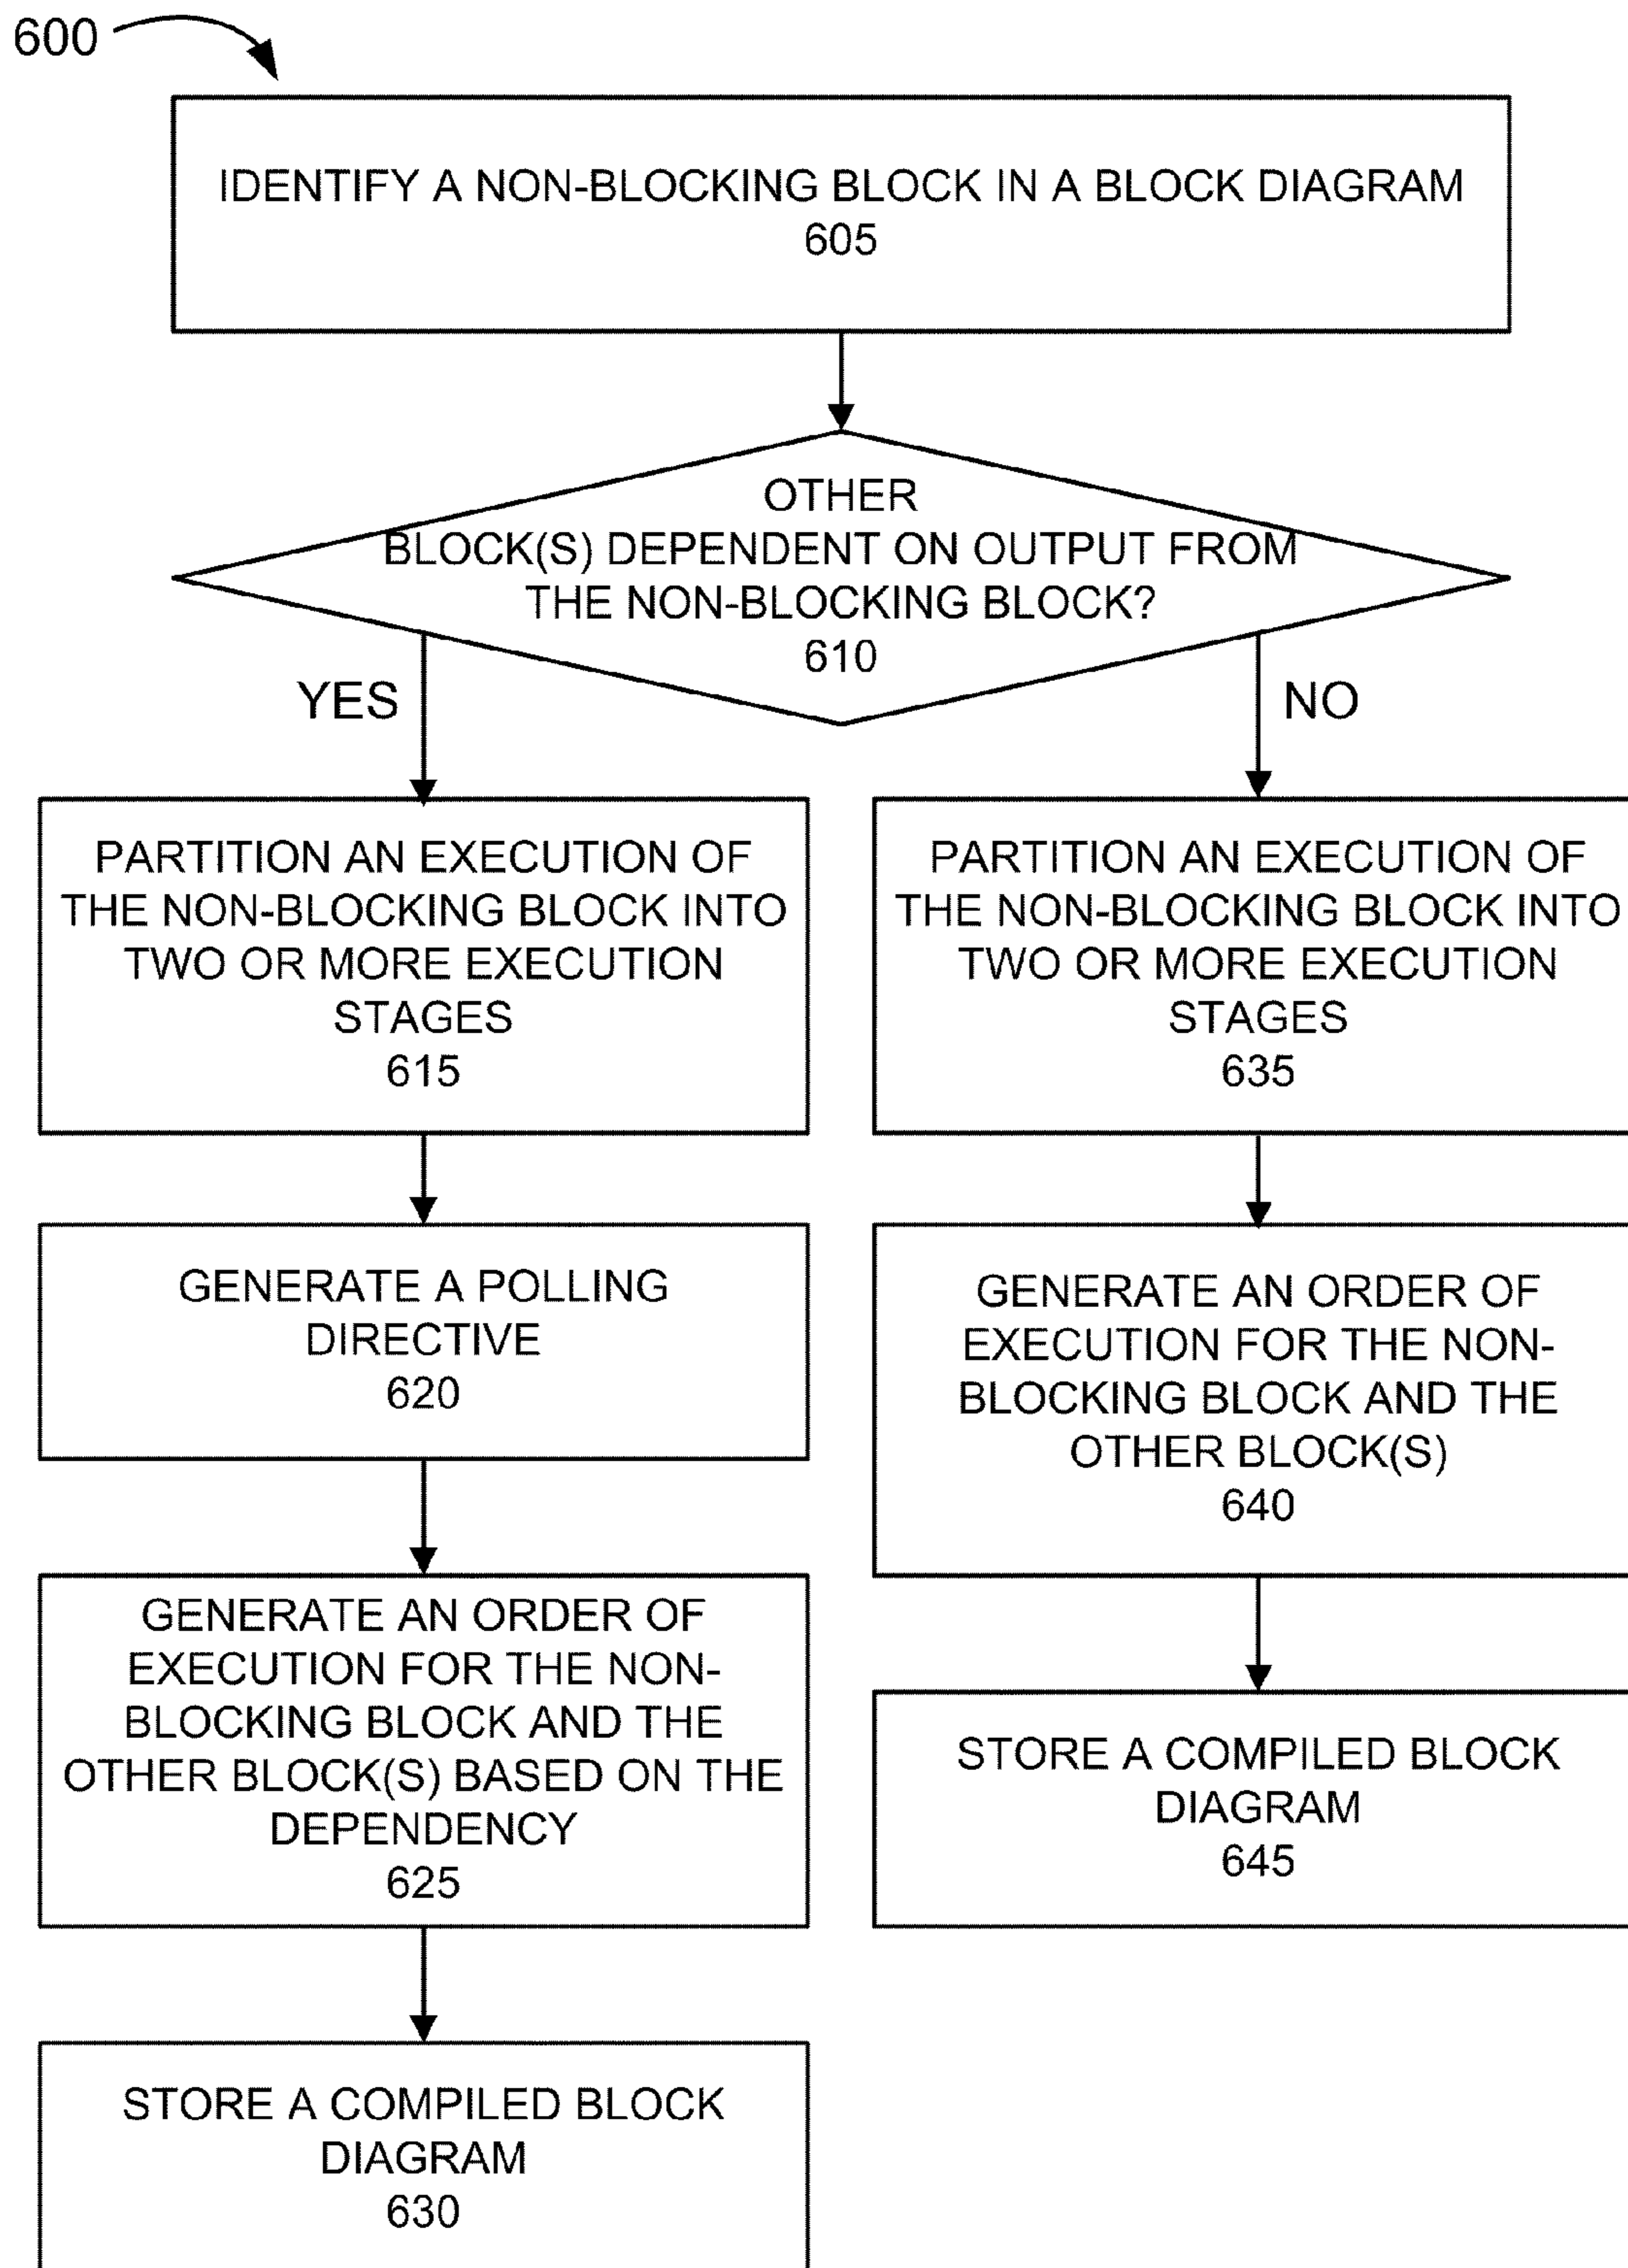 600
IDENTIFY A NON-BLOCKING BLOCK IN A BLOCK DIAGRAM
605
OTHER
BLOCK(S) DEPENDENT ON OUTPUT FROM
THE NON-BLOCKING BLOCK?
610
YES
NO
PARTITION AN EXECUTION OF
THE NON-BLOCKING BLOCK INTO
TWO OR MORE EXECUTION
STAGES
615
GENERATE A POLLING
DIRECTIVE
620
GENERATE AN ORDER OF
EXECUTION FOR THE NON-
BLOCKING BLOCK AND THE
OTHER BLOCK(S) BASED ON THE
DEPENDENCY
625
STORE A COMPILED BLOCK
DIAGRAM
630
PARTITION AN EXECUTION OF
THE NON-BLOCKING BLOCK INTO
TWO OR MORE EXECUTION
STAGES
635
GENERATE AN ORDER OF
EXECUTION FOR THE NON-
BLOCKING BLOCK AND THE
OTHER BLOCK(S)
640
STORE A COMPILED BLOCK
DIAGRAM
645